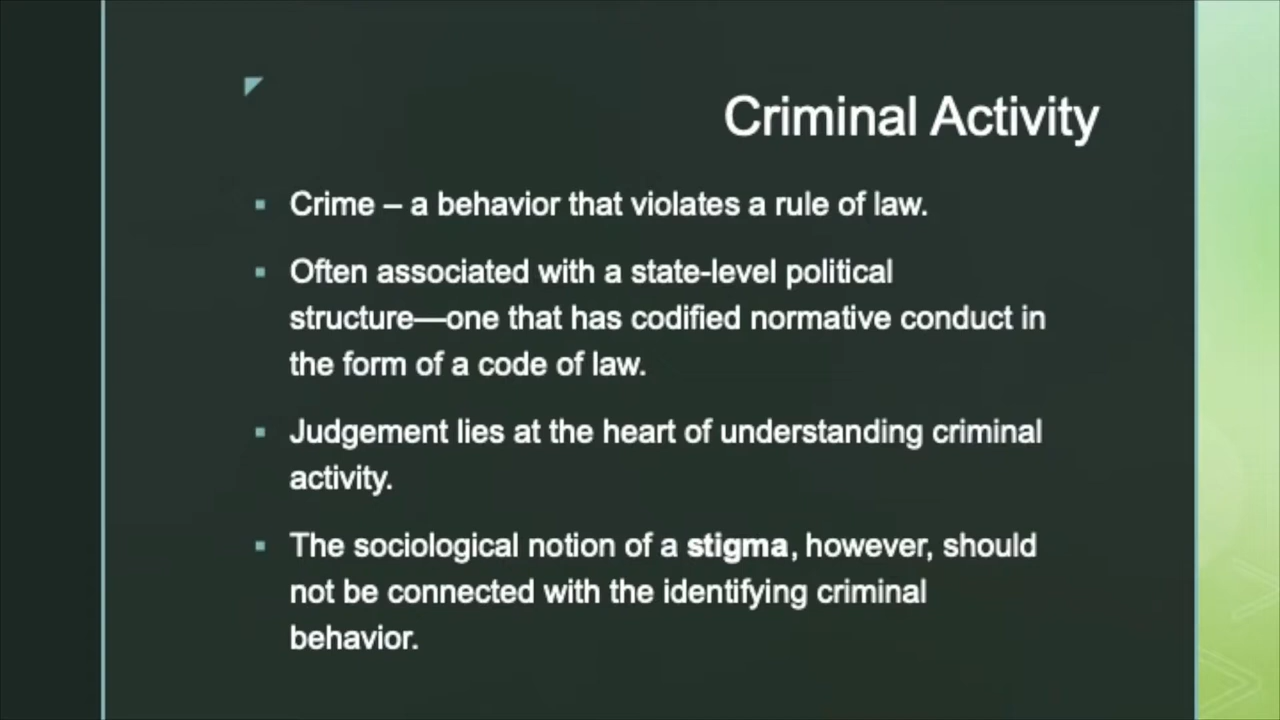 Criminal Activity
Crime – a behavior that violates a rule of law.
Often associated with a state-level political
structure—one that has codified normative conduct in
the form of a code of law.
Judgement lies at the heart of understanding criminal
activity.
The sociological notion of a stigma, however, should
not be connected with the identifying criminal
behavior.